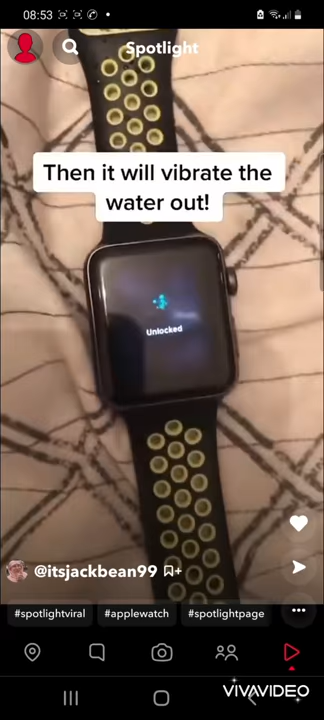 08:53
Spotlight
Then it will vibrate the
water out!
Unlocked
@itsjackbean99
#spotlightviral #applewatch #spotlightpage
VIVAVIDEO